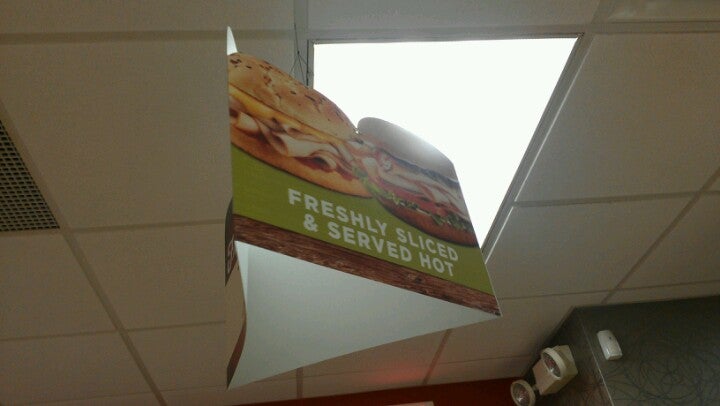 FRESHLY SLICED
& SERVED HOT